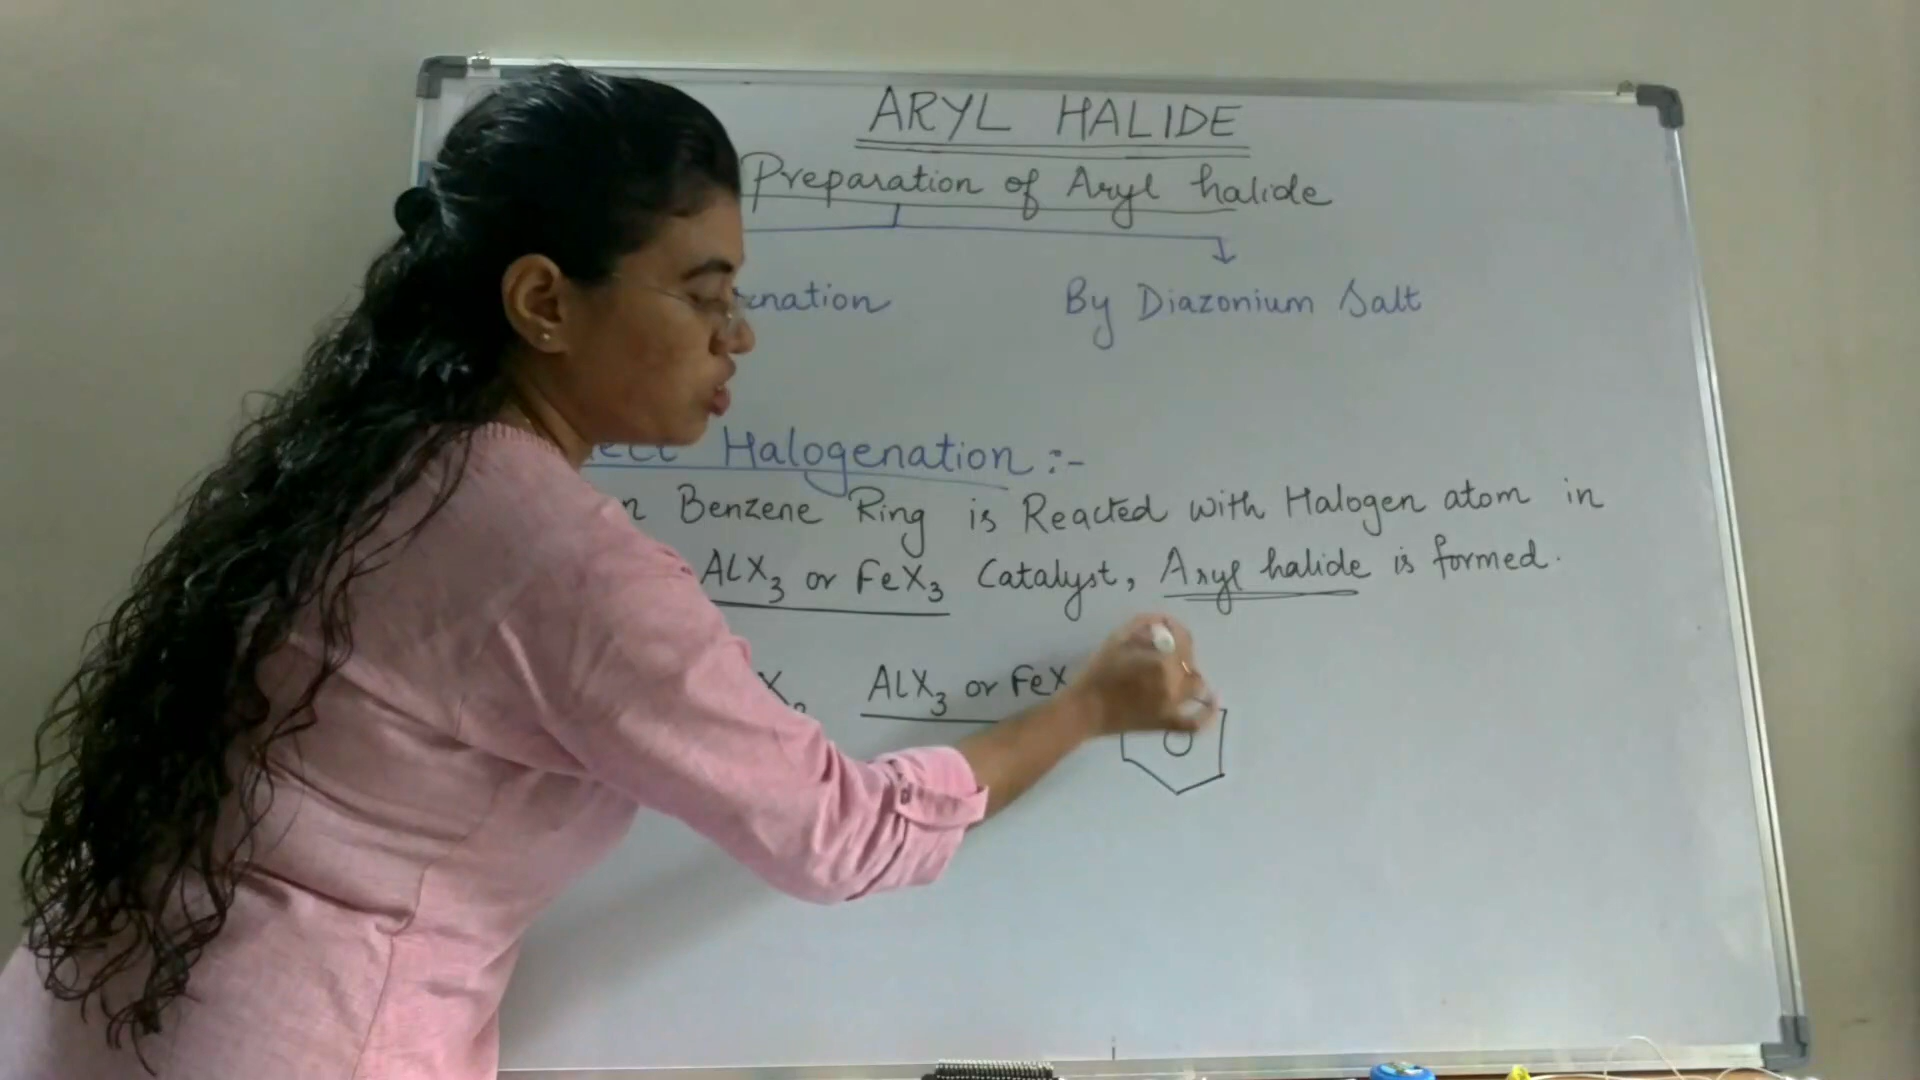 ARYL HALIDE
Preparation of Aryl halide
By Diazonium Salt
Halogenation :-
Benzene Ring is Reacted with Halogen atom in
AlX3 or FeX3 Catalyst, Aryl halide is formed.
AlX3 or FeX